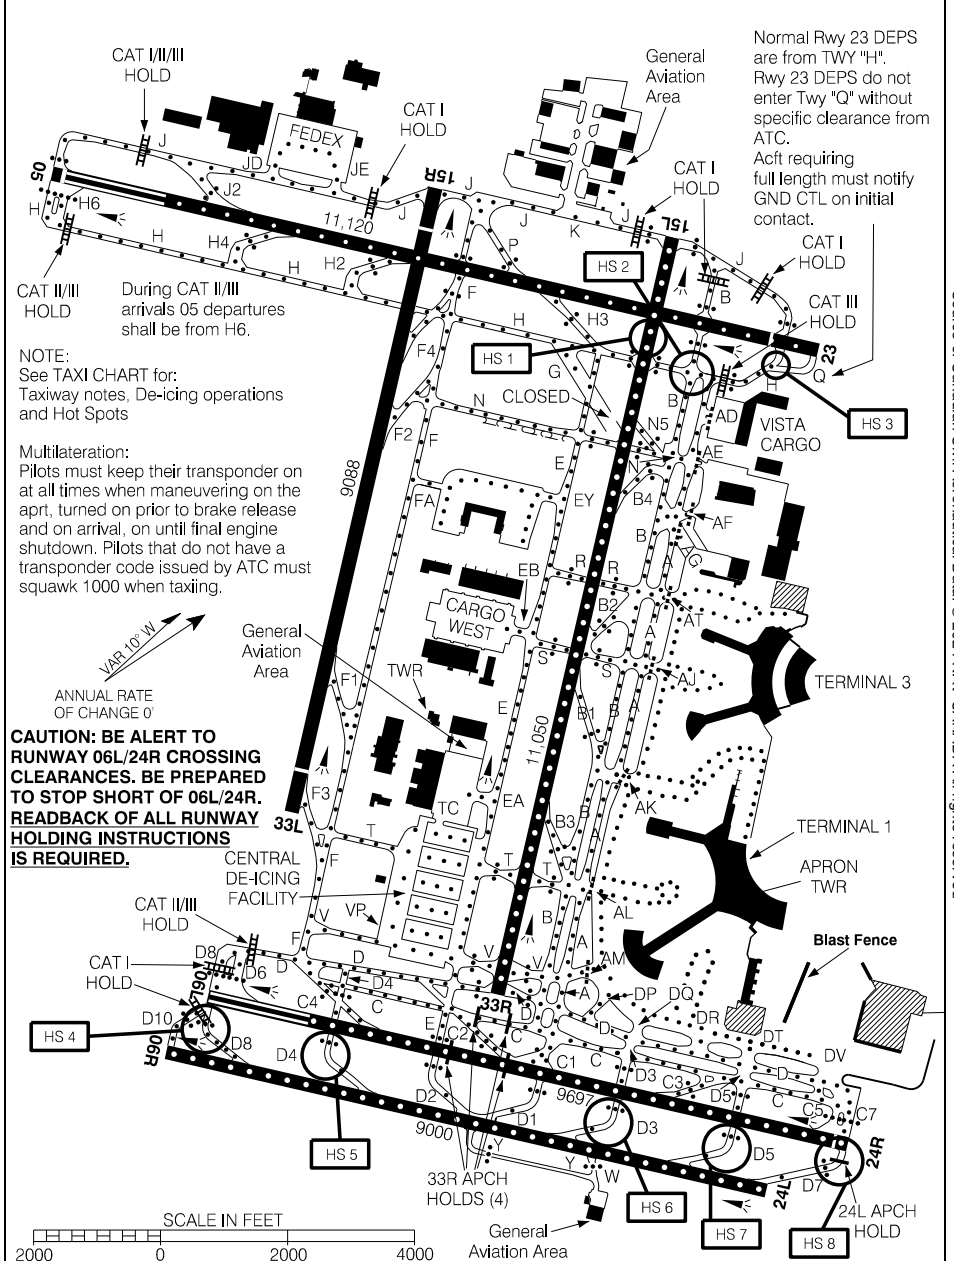 Normal Rwy 23 DEPS
are from TWY "H".
Rwy 23 DEPS do not
enter Twy "Q" without
specific clearance from
ATC.
Acft requiring
full length must notify
GND CTL on initial
contact.
CAT I/II/III
HOLD
General
Aviation
Area
CAT I
HOLD
FEDEX
J
JD
JE
J2
05
15R
J
J
J
K
J
15L
CAT I
HOLD
CAT I
HOLD
J
B
H
H6
H
H4
H2
H
11,120
P
HS 2
CAT III
HOLD
CAT II/III
HOLD
During CAT II/III
arrivals 05 departures
shall be from H6.
F
H
H3
HS 1
G
CLOSED
23
Q
H
HS 3
NOTE:
See TAXI CHART for:
Taxiway notes, De-icing operations
and Hot Spots
F4
N
F2
F
B
AD
VISTA
CARGO
N5
N
AE
Multilateration:
Pilots must keep their transponder on
at all times when maneuvering on the
aprt, turned on prior to brake release
and on arrival, on until final engine
shutdown. Pilots that do not have a
transponder code issued by ATC must
squawk 1000 when taxiing.
9088
FA
E
EY
B4
AF
B
A
AG
R
R
EB
B2
AT
CARGO
WEST
A
VAR 10° W
ANNUAL RATE
OF CHANGE 0'
General
Aviation
Area
TWR
F1
S
S
AJ
TERMINAL 3
E
B1
B
A
11,050
CAUTION: BE ALERT TO
RUNWAY 06L/24R CROSSING
CLEARANCES. BE PREPARED
TO STOP SHORT OF 06L/24R.
READBACK OF ALL RUNWAY
HOLDING INSTRUCTIONS
IS REQUIRED.
F3
33L
TC
EA
AK
B3
B
A
T
F
T
T
TERMINAL 1
APRON
TWR
CENTRAL
DE-ICING
FACILITY
VP
V
F
AL
B
A
CAT II/III
HOLD
CAT I
HOLD
D8
D6
D
D
D4
C
C4
V
V
AM
A
Blast Fence
06L
33R
D
DP
DQ
DR
DT
DV
HS 4
D10
06R
D8
D4
E
C2
C
C1
C
D
D3
C3
D
D5
C
C5
C7
D2
D1
9697
9000
D3
D5
D7
24R
24L
HS 5
Y
Y
W
33R APCH
HOLDS (4)
HS 6
HS 7
HS 8
24L APCH
HOLD
General
Aviation Area
SCALE IN FEET
2000
0
2000
4000